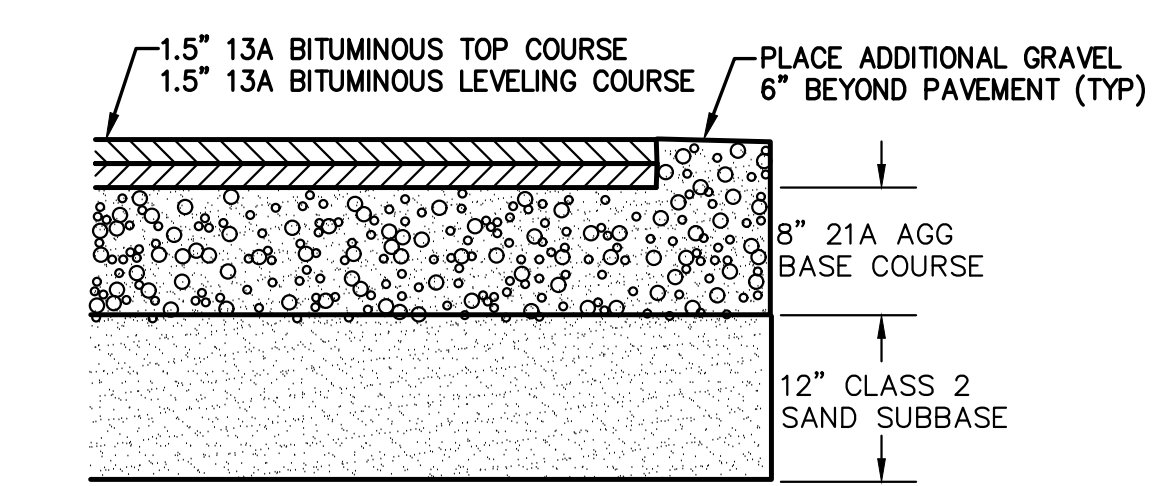 1.5” 13A BITUMINOUS TOP COURSE
1.5” 13A BITUMINOUS LEVELING COURSE
PLACE ADDITIONAL GRAVEL
6” BEYOND PAVEMENT (TYP)
8” 21A AGG
BASE COURSE
12” CLASS 2
SAND SUBBASE